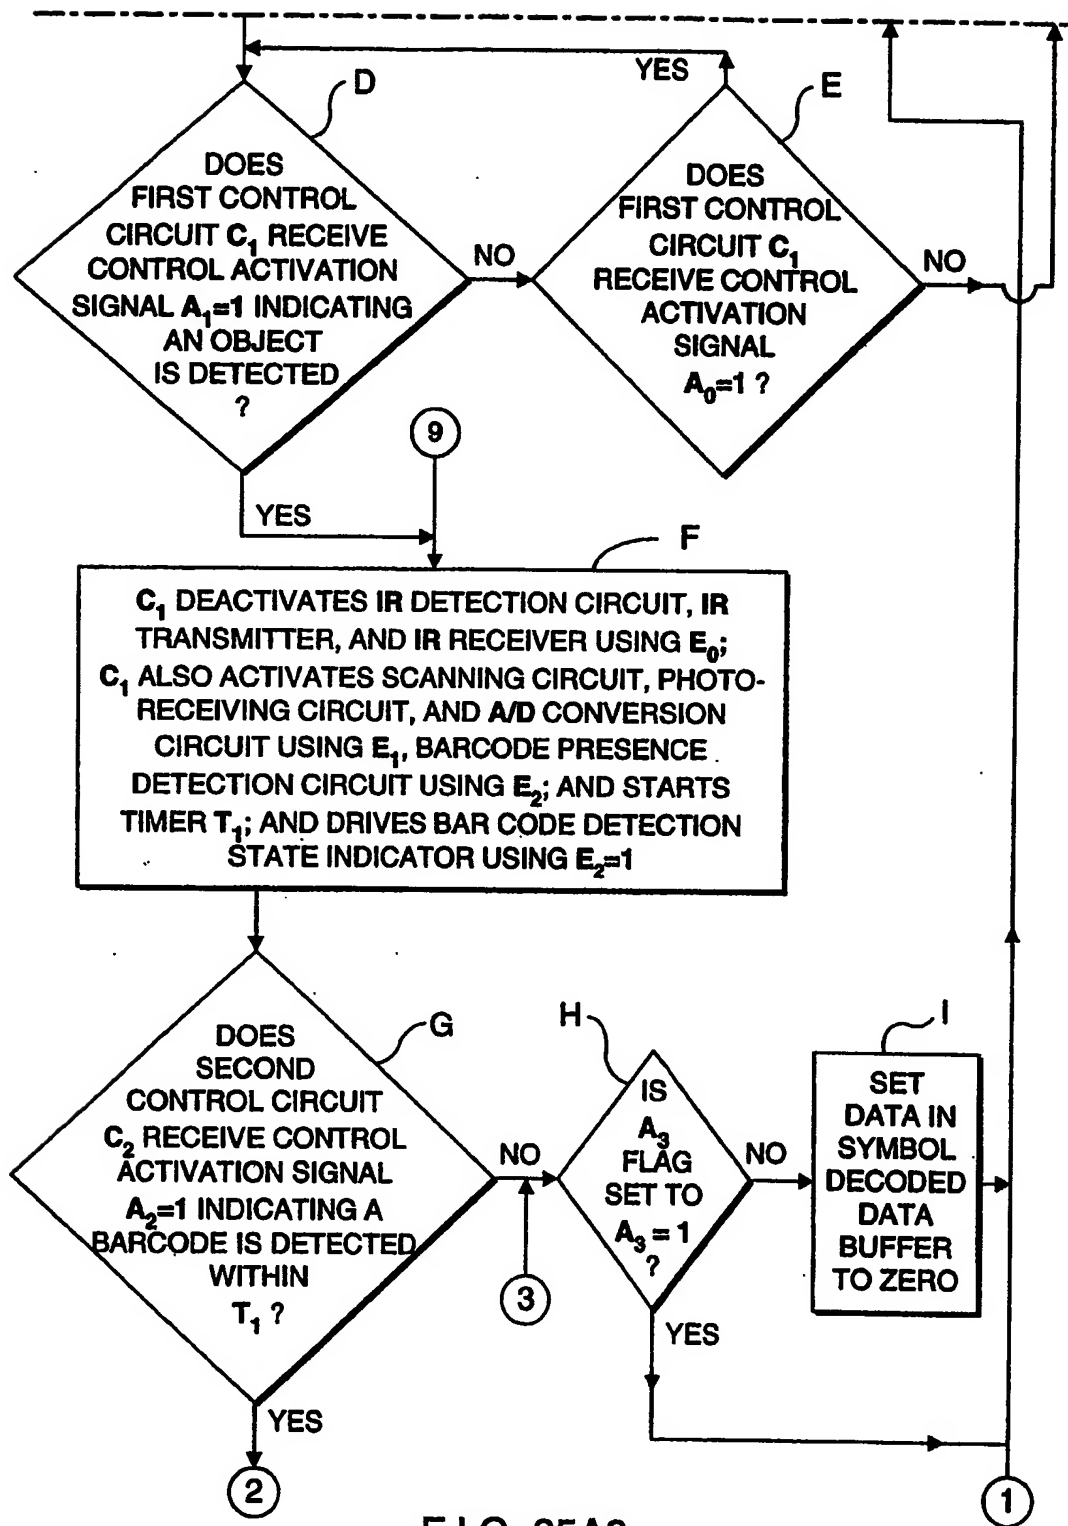 YES
D
E
DOES
FIRST CONTROL
CIRCUIT C₁ RECEIVE
CONTROL ACTIVATION
SIGNAL A₁=1 INDICATING
AN OBJECT
IS DETECTED
?
NO
DOES
FIRST CONTROL
CIRCUIT C₁
RECEIVE CONTROL
ACTIVATION
SIGNAL
A₀=1 ?
NO
9
YES
F
C₁ DEACTIVATES IR DETECTION CIRCUIT, IR
TRANSMITTER, AND IR RECEIVER USING E₀;
C₁ ALSO ACTIVATES SCANNING CIRCUIT, PHOTO-
RECEIVING CIRCUIT, AND A/D CONVERSION
CIRCUIT USING E₁, BARCODE PRESENCE
DETECTION CIRCUIT USING E₂; AND STARTS
TIMER T₁; AND DRIVES BAR CODE DETECTION
STATE INDICATOR USING E₂=1
G
DOES
SECOND
CONTROL CIRCUIT
C₂ RECEIVE CONTROL
ACTIVATION SIGNAL
A₂=1 INDICATING A
BARCODE IS DETECTED
WITHIN
T₁ ?
NO
3
H
IS
A₃
FLAG
SET TO
A₃ = 1
?
NO
I
SET
DATA IN
SYMBOL
DECODED
DATA
BUFFER
TO ZERO
YES
YES
2
1